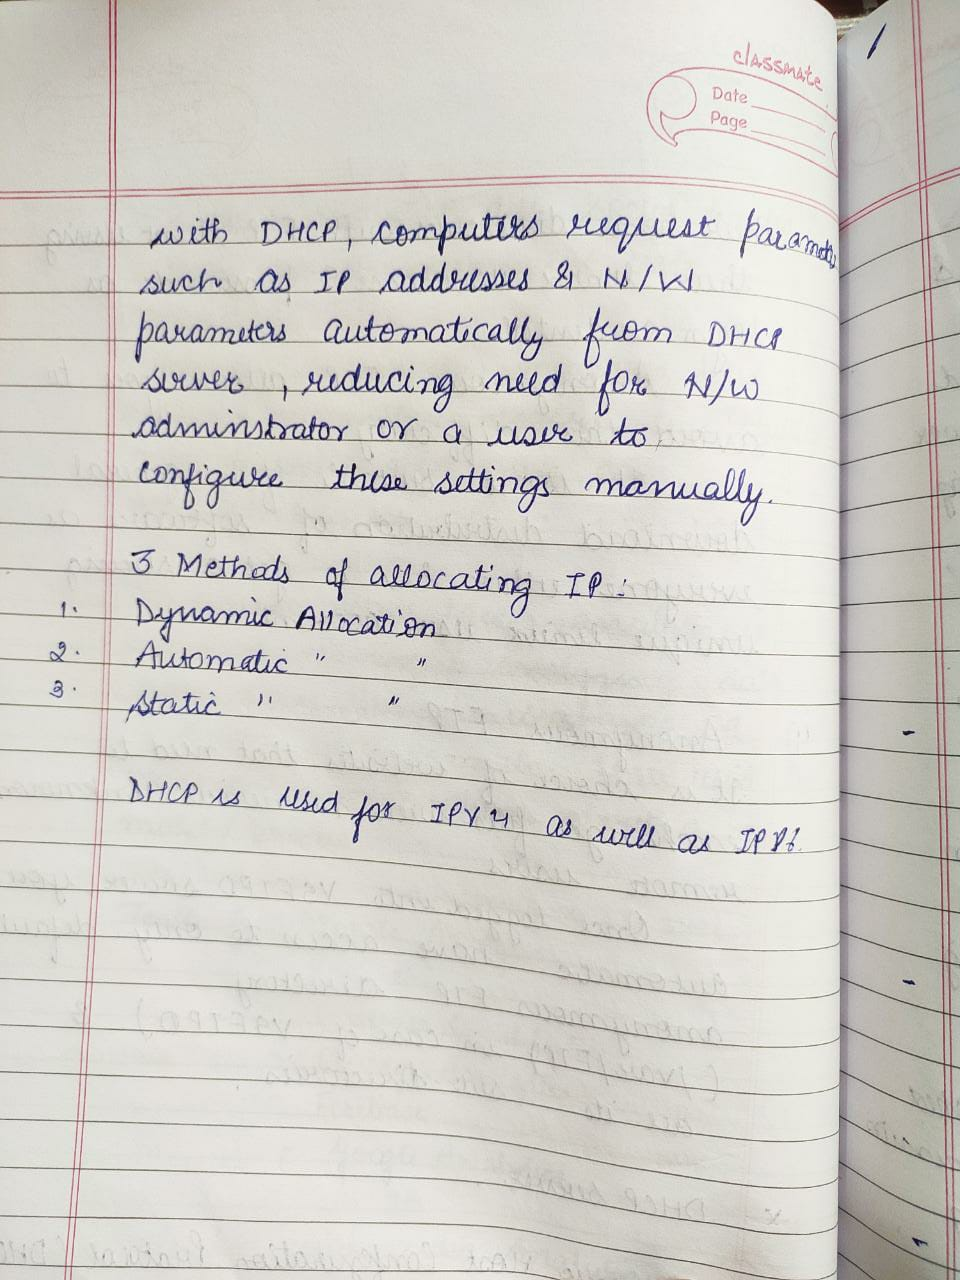 classmate
Date
Page
with DHCP, computers request paramets
such as IP addresses & N/W
parameters automatically from DHCP
server, reducing need for N/W
adminstrator or a user to
configure these settings manually.
3 Methods of allocating IP:
1. Dynamic Allocation
2. Automatic " "
3. Static " "
DHCP is used for IPV4 as well as IPV6.